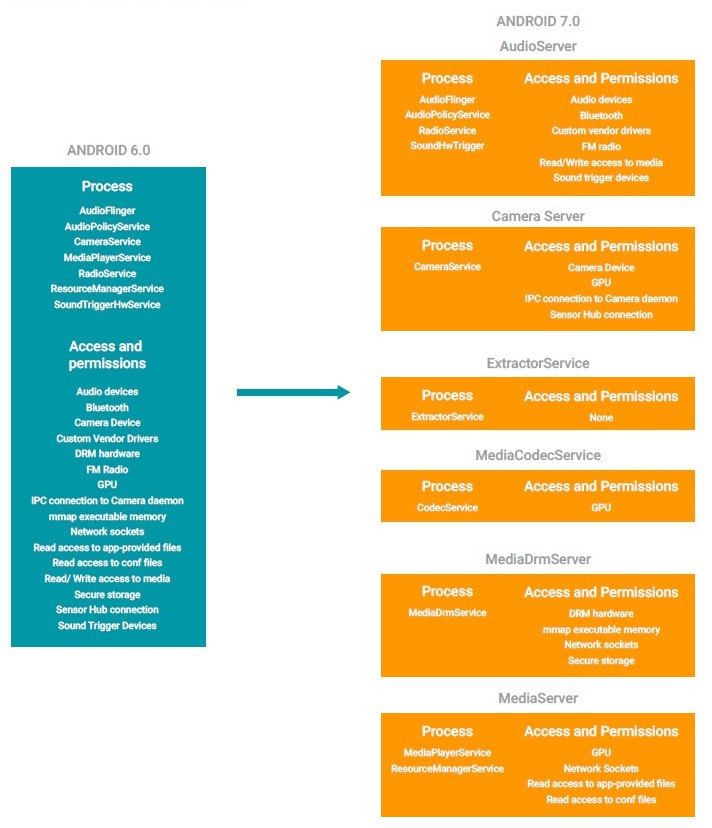 ANDROID 6.0
Process
AudioFlinger
AudioPolicyService
CameraService
MediaPlayerService
RadioService
ResourceManagerService
SoundTriggerHwService
Access and
permissions
Audio devices
Bluetooth
Camera Device
Custom Vendor Drivers
DRM hardware
FM Radio
GPU
IPC connection to Camera daemon
mmap executable memory
Network sockets
Read access to app-provided files
Read access to conf files
Read/ Write access to media
Secure storage
Sensor Hub connection
Sound Trigger Devices
ANDROID 7.0
AudioServer
Process
AudioFlinger
AudioPolicyService
RadioService
SoundHwTrigger
Access and Permissions
Audio devices
Bluetooth
Custom vendor drivers
FM radio
Read/Write access to media
Sound trigger devices
Camera Server
Process
CameraService
Access and Permissions
Camera Device
GPU
IPC connection to Camera daemon
Sensor Hub connection
ExtractorService
Process
ExtractorService
Access and Permissions
None
MediaCodecService
Process
CodecService
Access and Permissions
GPU
MediaDrmServer
Process
MediaDrmService
Access and Permissions
DRM hardware
mmap executable memory
Network sockets
Secure storage
MediaServer
Process
MediaPlayerService
ResourceManagerService
Access and Permissions
GPU
Network Sockets
Read access to app-provided files
Read access to conf files